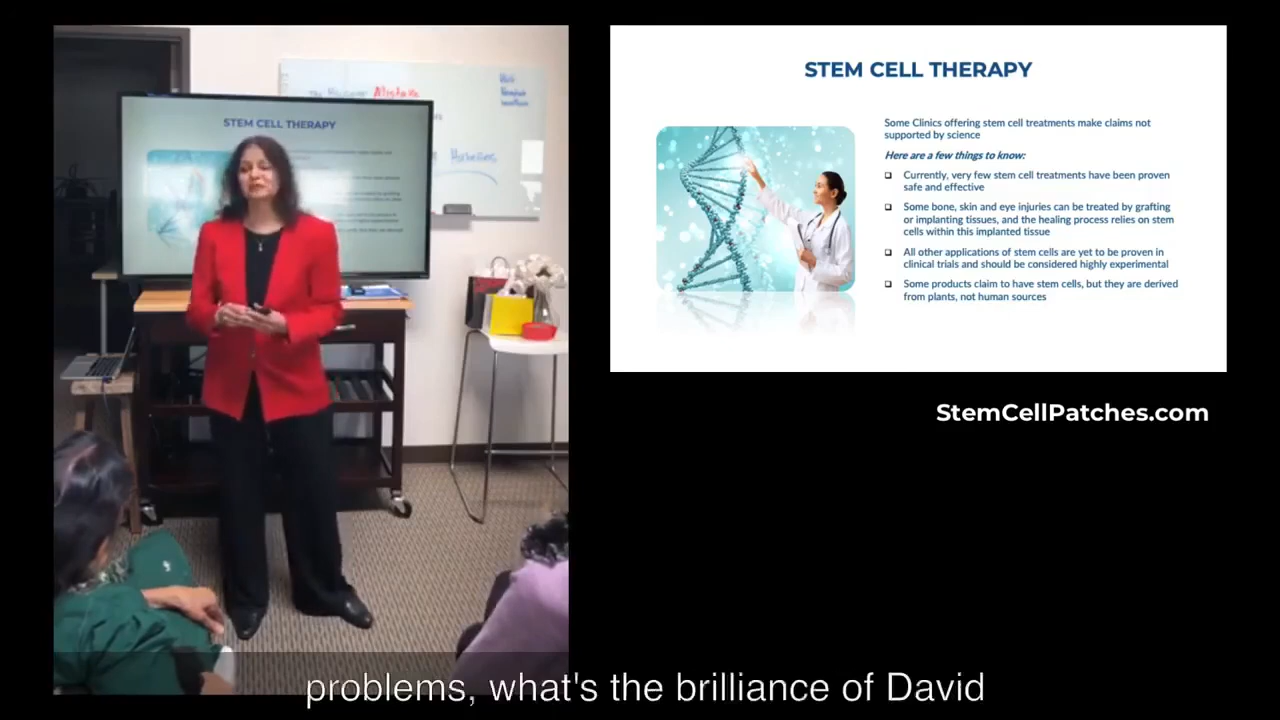 STEM CELL THERAPY
Mistake
STEM CELL THERAPY
Some Clinics offering stem cell treatments make claims not
supported by science
Here are a few things to know:
Currently, very few stem cell treatments have been proven
safe and effective
Some bone, skin and eye injuries can be treated by grafting
or implanting tissues, and the healing process relies on stem
cells within this implanted tissue
All other applications of stem cells are yet to be proven in
clinical trials and should be considered highly experimental
Some products claim to have stem cells, but they are derived
from plants, not human sources
StemCellPatches.com
problems, what's the brilliance of David